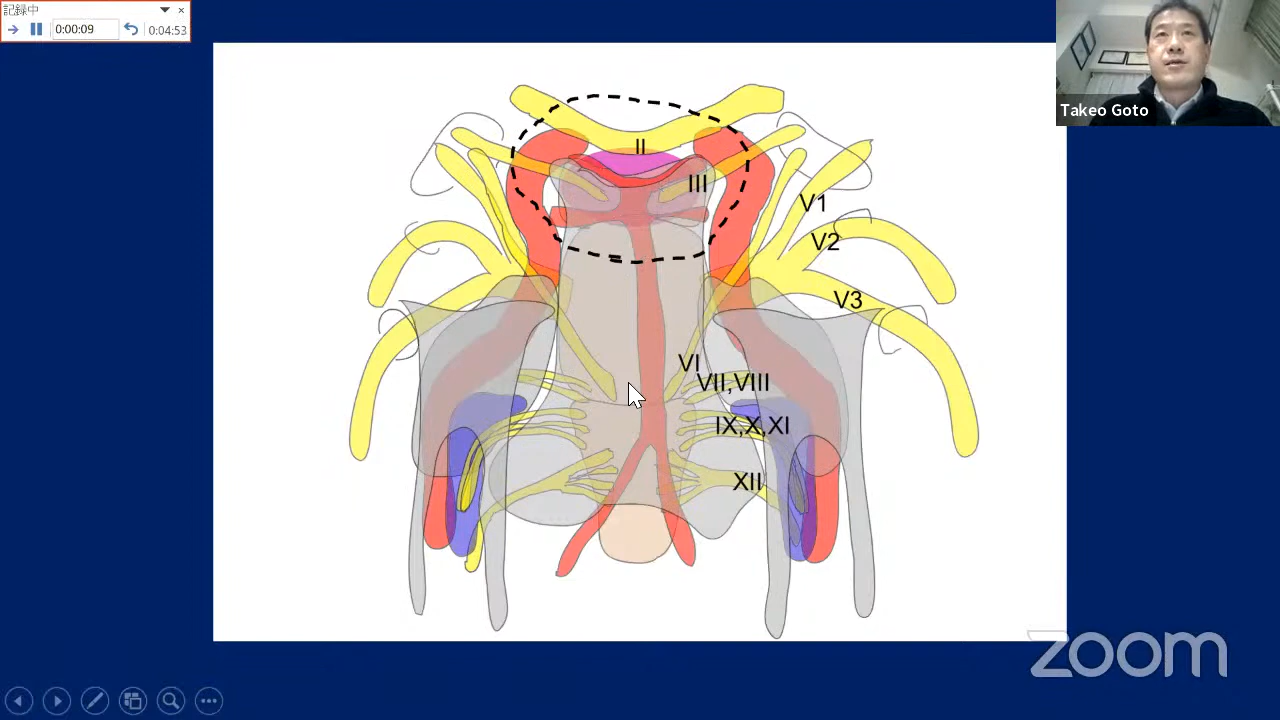 記録中
0:00:09
0:04:53
Takeo Goto
II
III
V1
V2
V3
VI
VII,VIII
IX,X,XI
XII
zoom